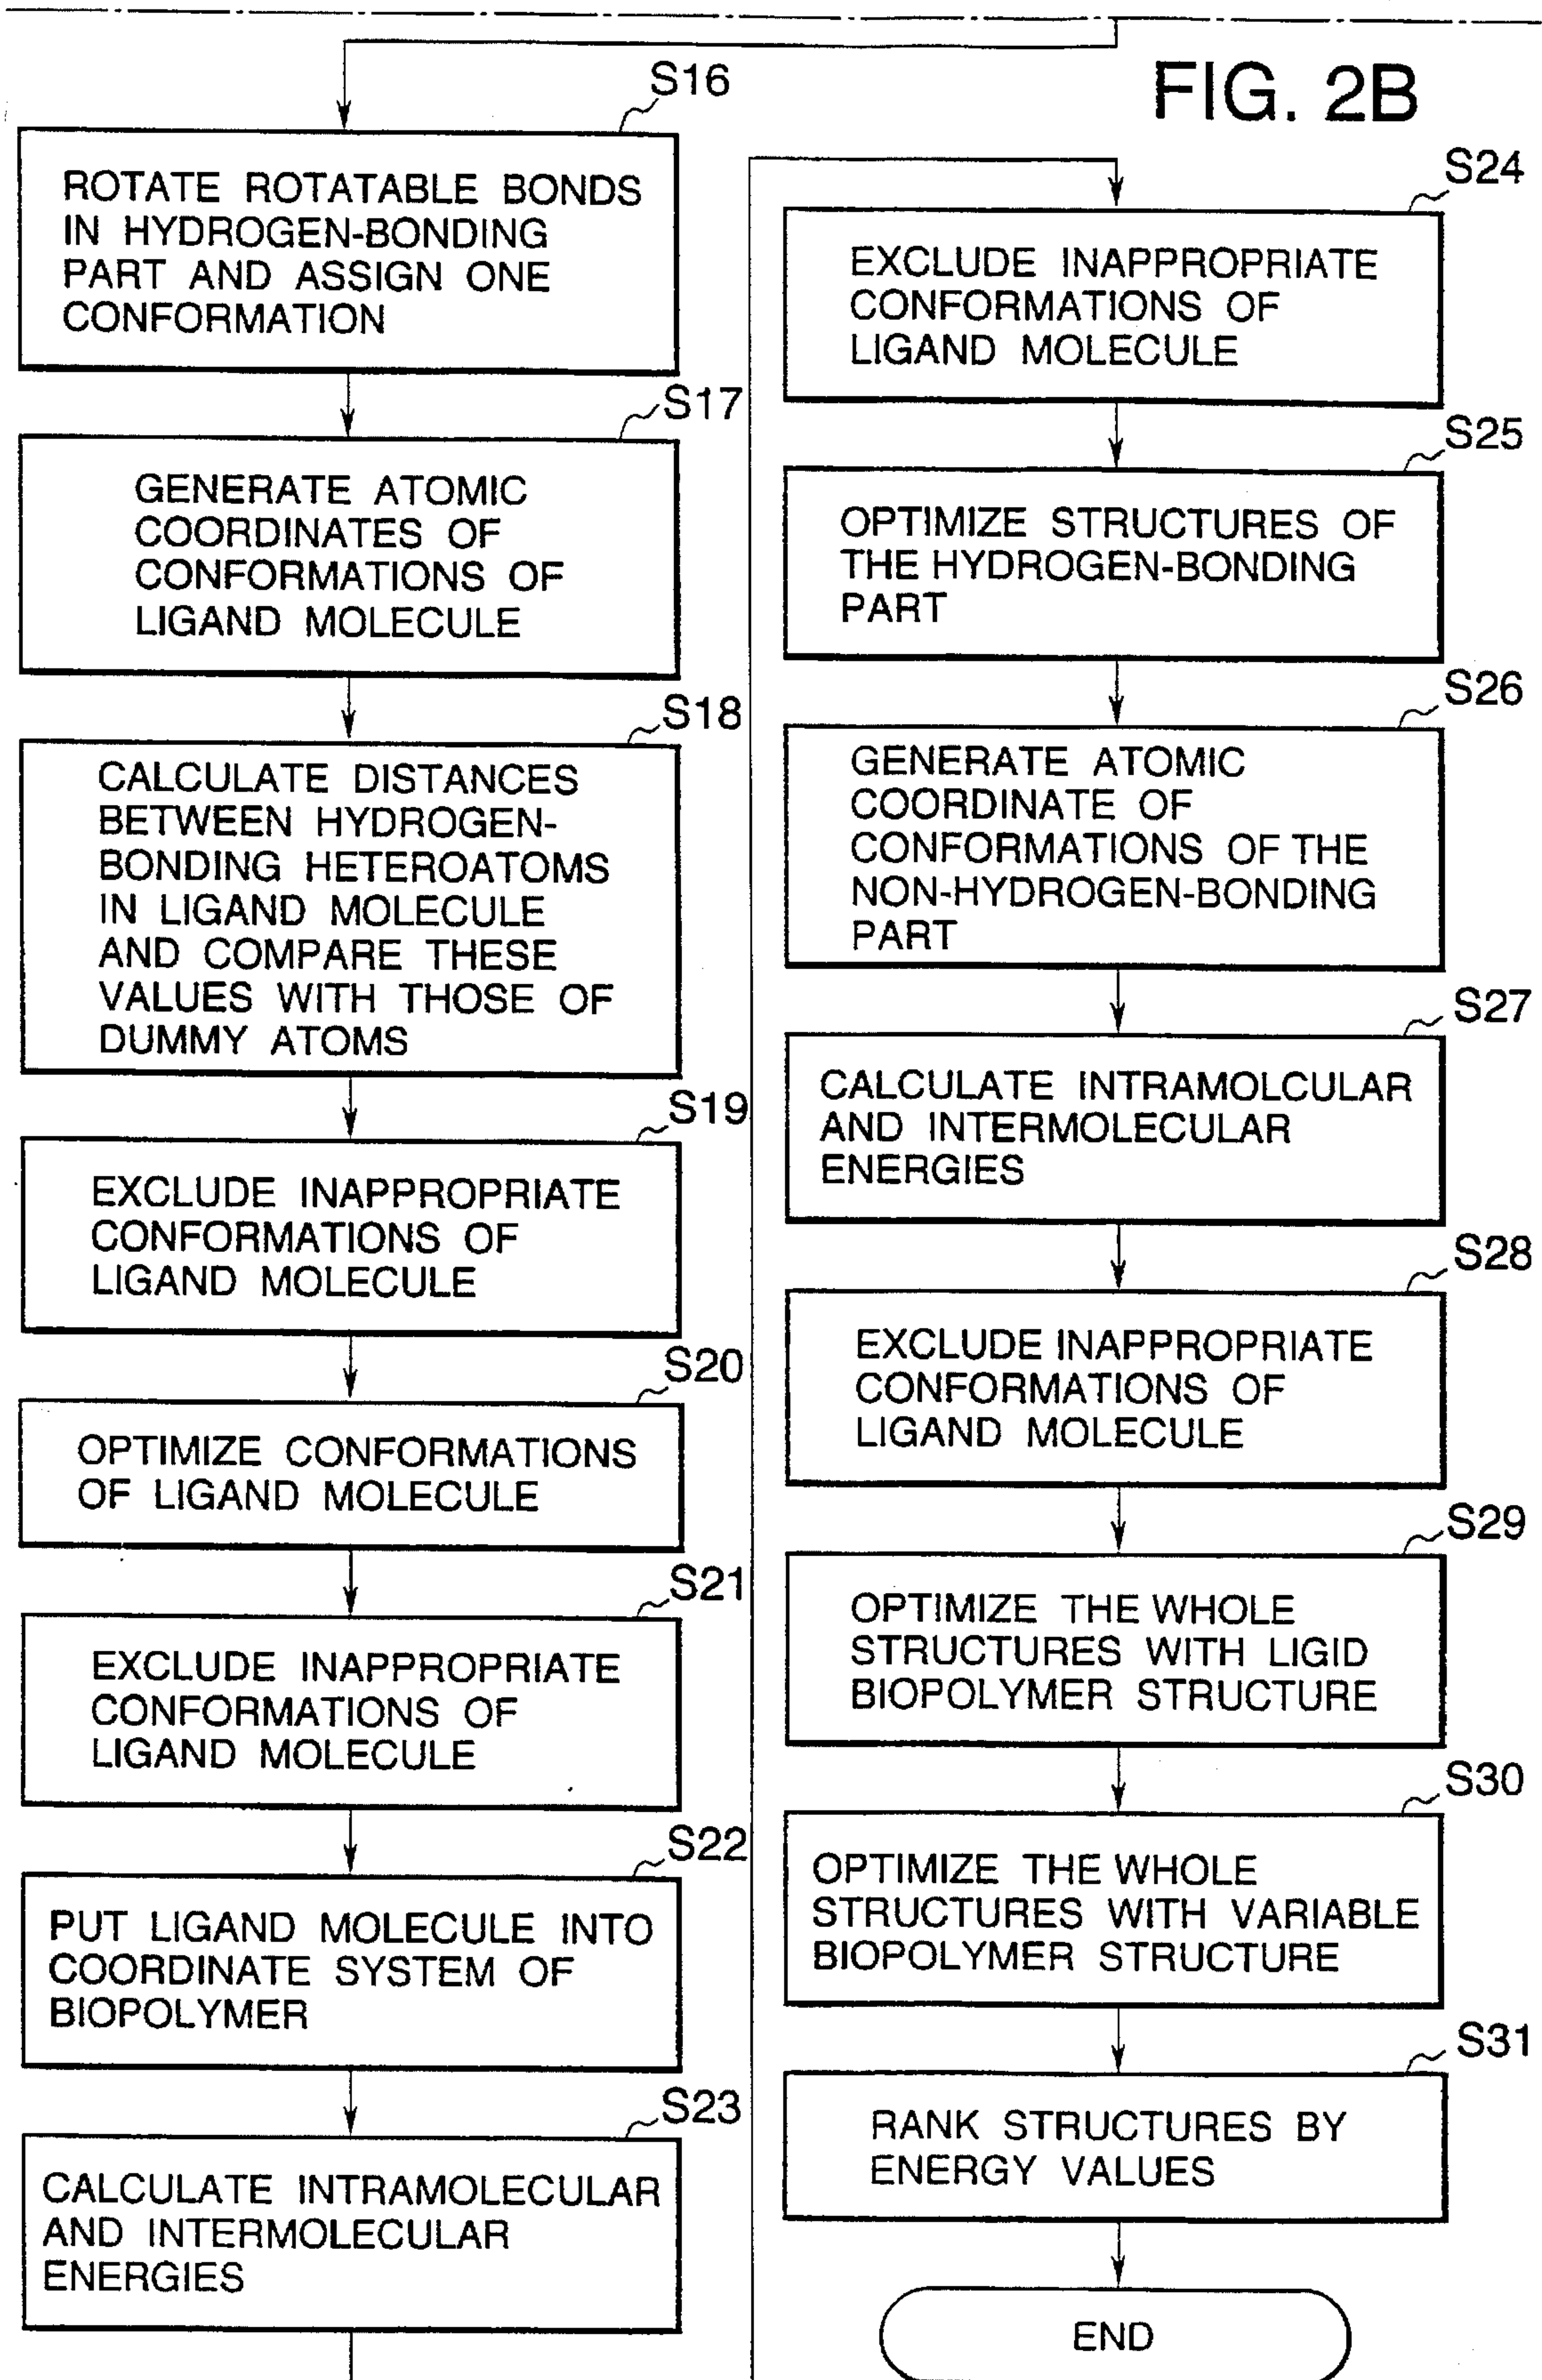 FIG. 2B
S16
ROTATE ROTATABLE BONDS
IN HYDROGEN-BONDING
PART AND ASSIGN ONE
CONFORMATION
S17
GENERATE ATOMIC
COORDINATES OF
CONFORMATIONS OF
LIGAND MOLECULE
S18
CALCULATE DISTANCES
BETWEEN HYDROGEN-
BONDING HETEROATOMS
IN LIGAND MOLECULE
AND COMPARE THESE
VALUES WITH THOSE OF
DUMMY ATOMS
S19
EXCLUDE INAPPROPRIATE
CONFORMATIONS OF
LIGAND MOLECULE
S20
OPTIMIZE CONFORMATIONS
OF LIGAND MOLECULE
S21
EXCLUDE INAPPROPRIATE
CONFORMATIONS OF
LIGAND MOLECULE
S22
PUT LIGAND MOLECULE INTO
COORDINATE SYSTEM OF
BIOPOLYMER
S23
CALCULATE INTRAMOLECULAR
AND INTERMOLECULAR
ENERGIES
S24
EXCLUDE INAPPROPRIATE
CONFORMATIONS OF
LIGAND MOLECULE
S25
OPTIMIZE STRUCTURES OF
THE HYDROGEN-BONDING
PART
S26
GENERATE ATOMIC
COORDINATE OF
CONFORMATIONS OF THE
NON-HYDROGEN-BONDING
PART
S27
CALCULATE INTRAMOLCULAR
AND INTERMOLECULAR
ENERGIES
S28
EXCLUDE INAPPROPRIATE
CONFORMATIONS OF
LIGAND MOLECULE
S29
OPTIMIZE THE WHOLE
STRUCTURES WITH LIGID
BIOPOLYMER STRUCTURE
S30
OPTIMIZE THE WHOLE
STRUCTURES WITH VARIABLE
BIOPOLYMER STRUCTURE
S31
RANK STRUCTURES BY
ENERGY VALUES
END